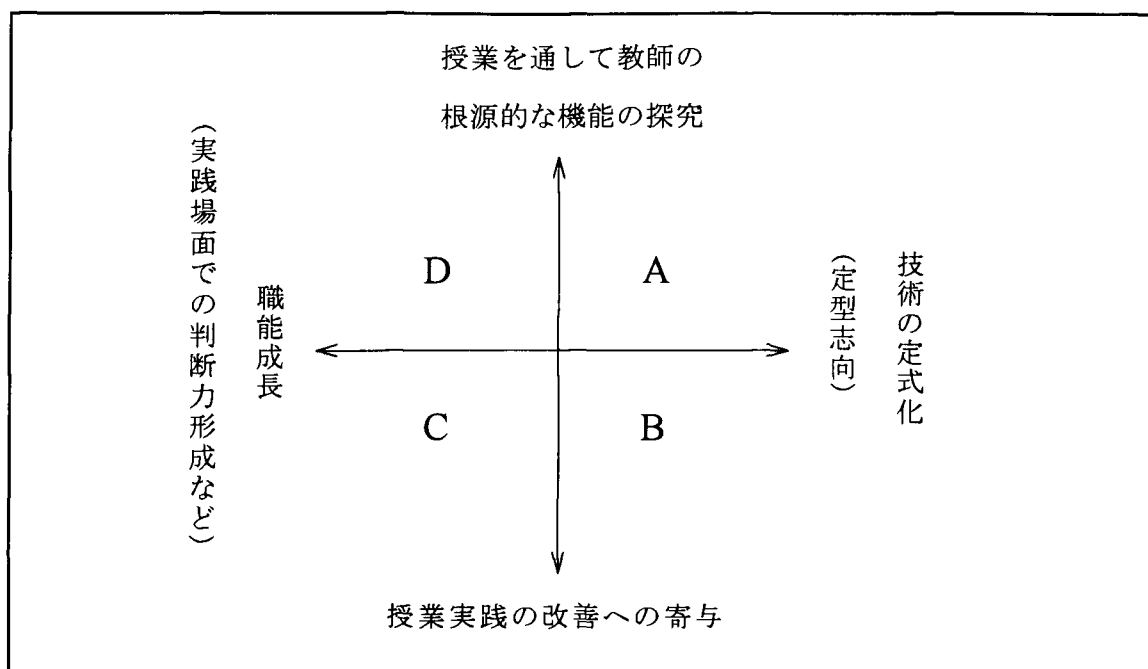 授業を通して教師の
根源的な機能の探究
(実践場面での判断力形成など)
職能成長
D
A
(定型志向)
技術の定式化
C
B
授業実践の改善への寄与